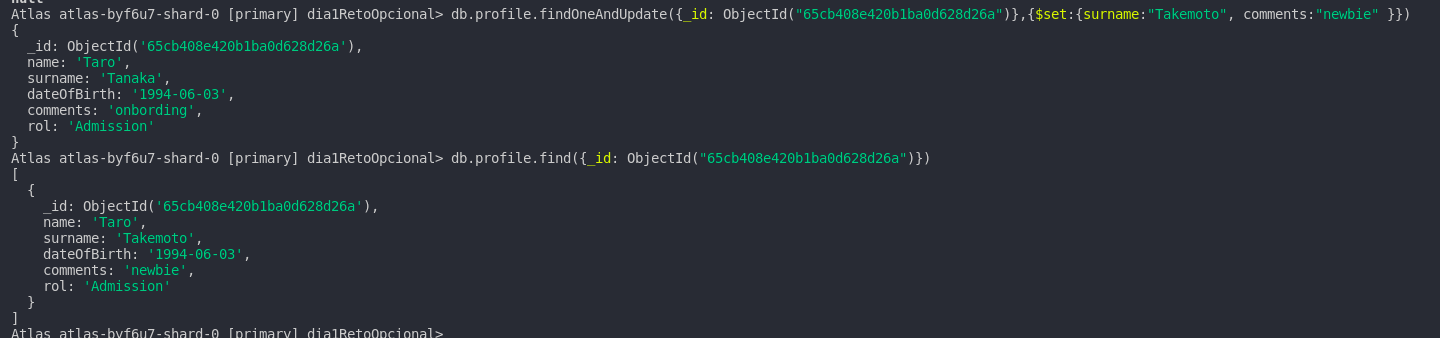 null
Atlas atlas-byf6u7-shard-0 [primary] dia1RetoOpcional> db.profile.findOneAndUpdate({_id: ObjectId("65cb408e420b1ba0d628d26a")},{$set:{surname:"Takemoto", comments:"newbie" }})
{
  _id: ObjectId('65cb408e420b1ba0d628d26a'),
  name: 'Taro',
  surname: 'Tanaka',
  dateOfBirth: '1994-06-03',
  comments: 'onbording',
  rol: 'Admission'
}
Atlas atlas-byf6u7-shard-0 [primary] dia1RetoOpcional> db.profile.find({_id: ObjectId("65cb408e420b1ba0d628d26a")})
[
  {
    _id: ObjectId('65cb408e420b1ba0d628d26a'),
    name: 'Taro',
    surname: 'Takemoto',
    dateOfBirth: '1994-06-03',
    comments: 'newbie',
    rol: 'Admission'
  }
]
Atlas atlas-byf6u7-shard-0 [primary] dia1RetoOpcional>